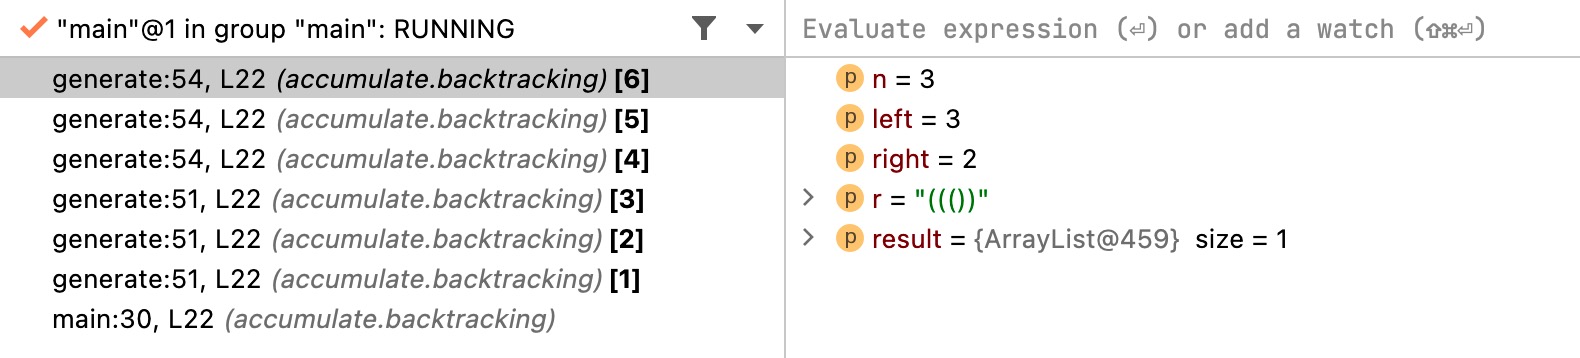 "main"@1 in group "main": RUNNING
generate:54, L22 (accumulate.backtracking) [6]
generate:54, L22 (accumulate.backtracking) [5]
generate:54, L22 (accumulate.backtracking) [4]
generate:51, L22 (accumulate.backtracking) [3]
generate:51, L22 (accumulate.backtracking) [2]
generate:51, L22 (accumulate.backtracking) [1]
main:30, L22 (accumulate.backtracking)
Evaluate expression (⏎) or add a watch (⇧⌘⏎)
p n = 3
p left = 3
p right = 2
p r = "((())"
p result = {ArrayList@459} size = 1